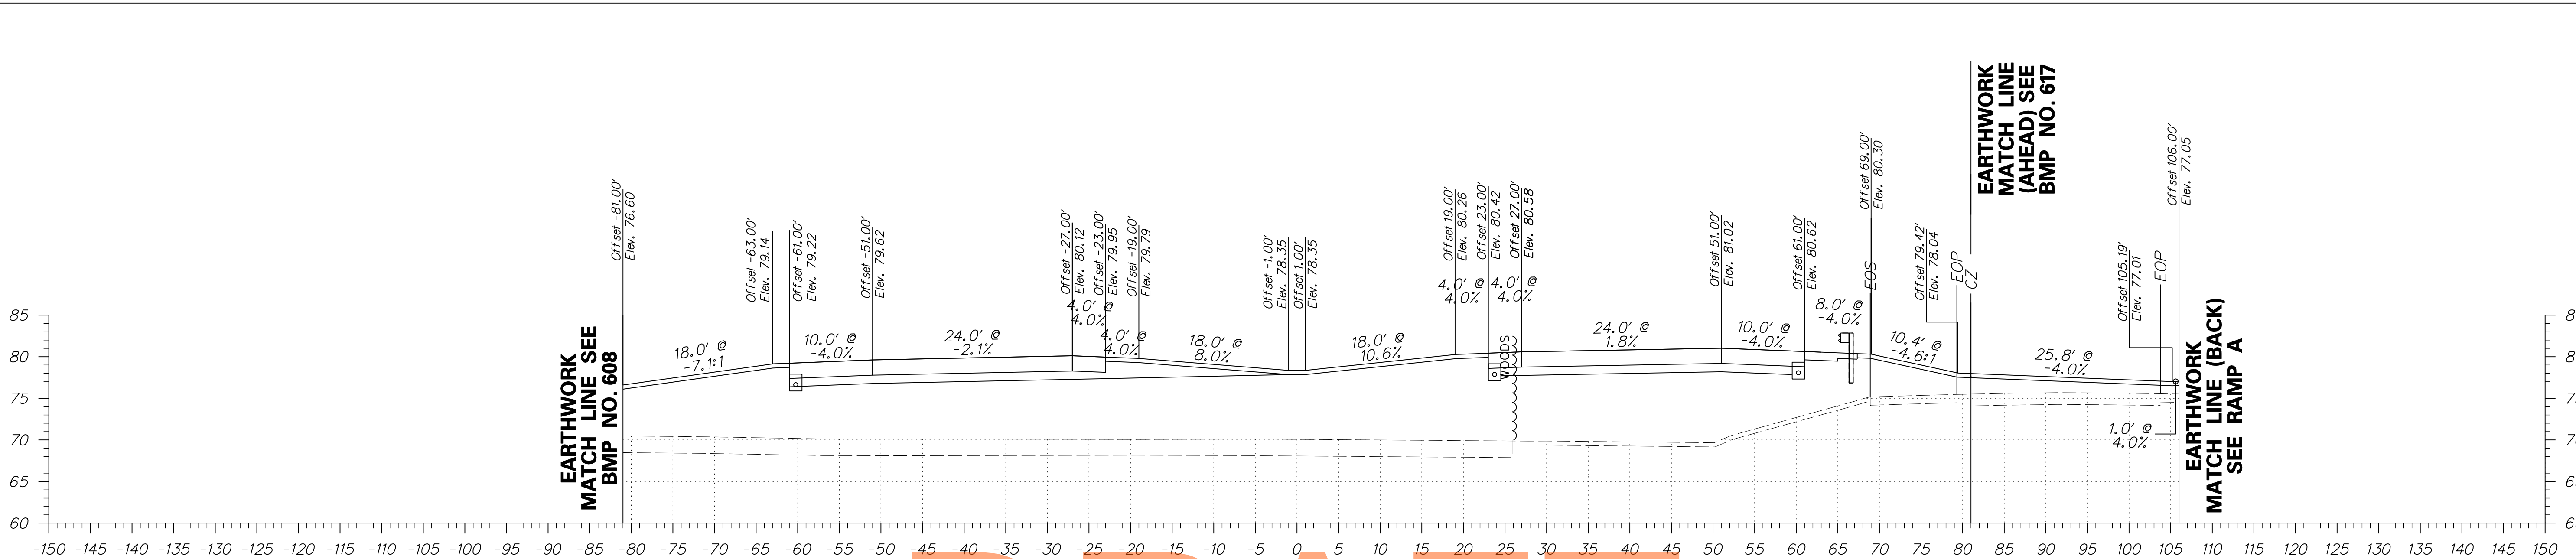 EARTHWORK
MATCH LINE
(AHEAD) SEE
BMP NO. 617
Offset -81.00'
Elev. 76.60
Offset -63.00'
Elev. 79.14
Offset -61.00'
Elev. 79.22
Offset -51.00'
Elev. 79.62
Offset -27.00'
Elev. 80.12
Offset -23.00'
Elev. 79.95
Offset -19.00'
Elev. 79.79
Offset -1.00'
Elev. 78.35
Offset 1.00'
Elev. 78.35
Offset 19.00'
Elev. 80.26
Offset 23.00'
Elev. 80.42
Offset 27.00'
Elev. 80.58
Offset 51.00'
Elev. 81.02
Offset 61.00'
Elev. 80.62
Offset 69.00'
Elev. 80.30
EOS
Offset 79.42'
Elev. 78.04
EOP
CZ
Offset 105.19'
Elev. 77.01
EOP
Offset 106.00'
Elev. 77.05
18.0' @
-7.1:1
10.0' @
-4.0%
24.0' @
-2.1%
4.0' @
4.0%
4.0' @
4.0%
18.0' @
8.0%
18.0' @
10.6%
4.0' @
4.0%
4.0' @
4.0%
WOODS
24.0' @
1.8%
10.0' @
-4.0%
8.0' @
-4.0%
10.4' @
-4.6:1
25.8' @
-4.0%
1.0' @
4.0%
EARTHWORK
MATCH LINE SEE
BMP NO. 608
EARTHWORK
MATCH LINE (BACK)
SEE RAMP A
85
80
75
70
65
60
-150 -145 -140 -135 -130 -125 -120 -115 -110 -105 -100 -95 -90 -85 -80 -75 -70 -65 -60 -55 -50 -45 -40 -35 -30 -25 -20 -15 -10 -5 0 5 10 15 20 25 30 35 40 45 50 55 60 65 70 75 80 85 90 95 100 105 110 115 120 125 130 135 140 145 150